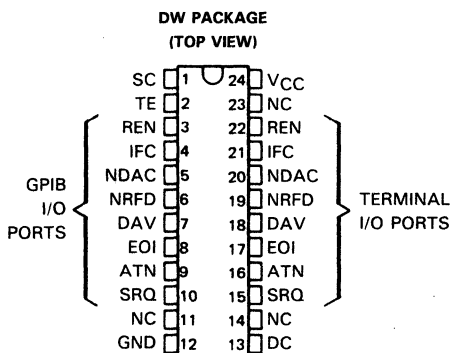 DW PACKAGE
(TOP VIEW)
SC 1 24 VCC
TE 2 23 NC
REN 3 22 REN
IFC 4 21 IFC
NDAC 5 20 NDAC
NRFD 6 19 NRFD
DAV 7 18 DAV
EOI 8 17 EOI
ATN 9 16 ATN
SRQ 10 15 SRQ
NC 11 14 NC
GND 12 13 DC
GPIB
I/O
PORTS
TERMINAL
I/O PORTS